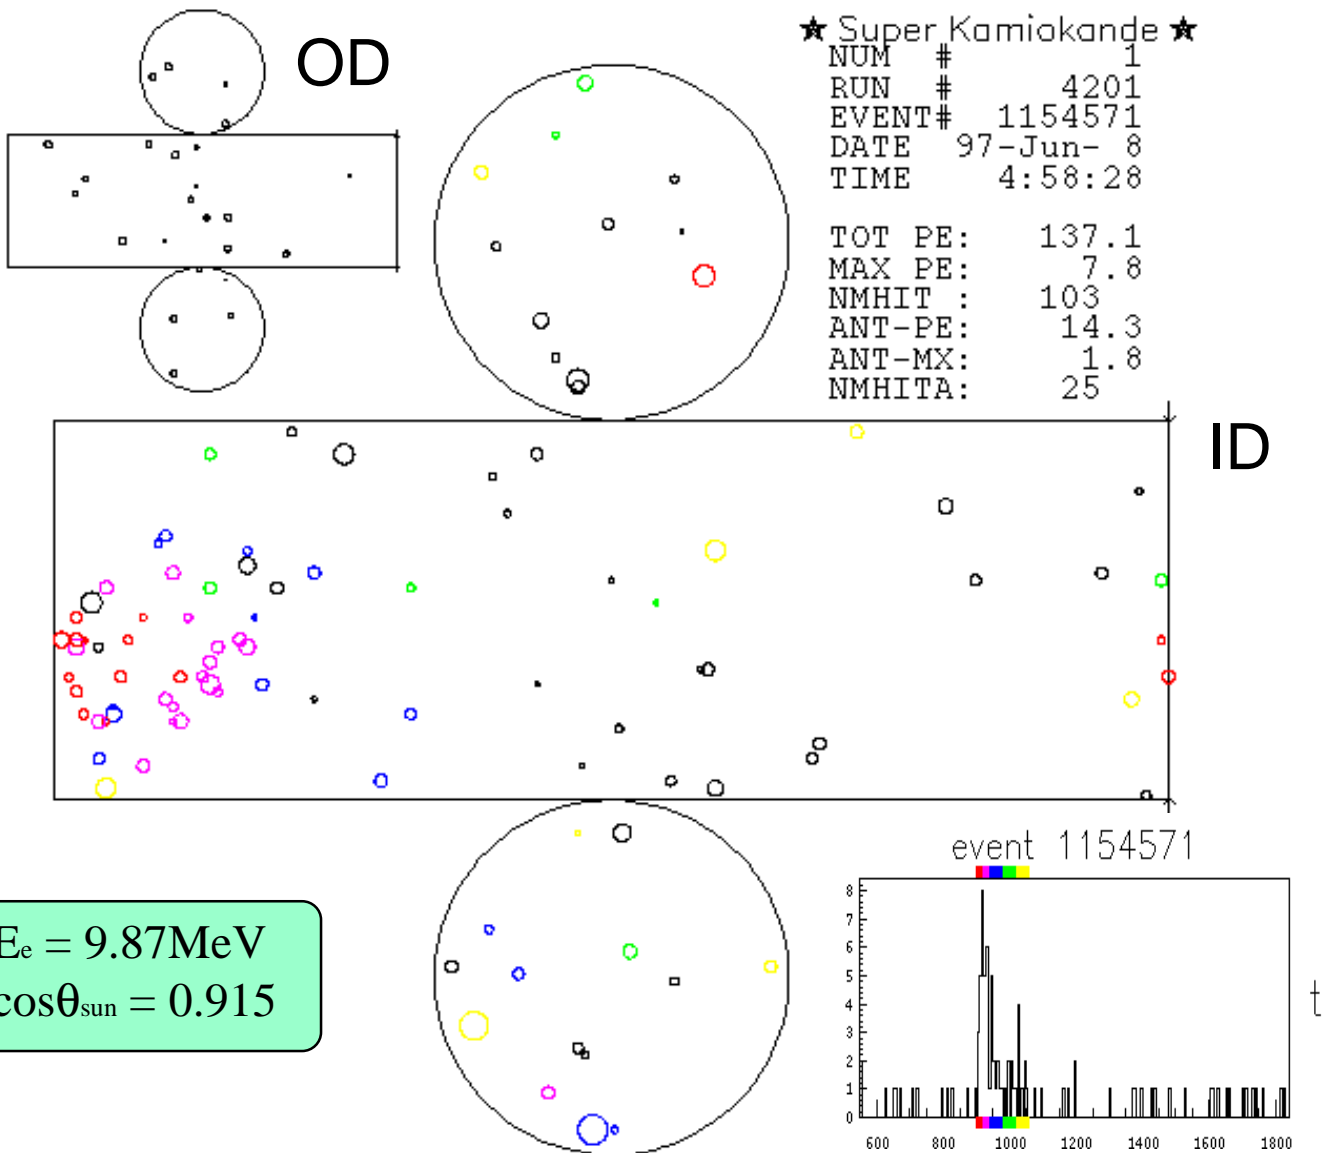 OD
★ Super Kamiokande ★
NUM # 1
RUN # 4201
EVENT# 1154571
DATE 97-Jun- 8
TIME 4:58:28
TOT PE: 137.1
MAX PE: 7.8
NMHIT : 103
ANT-PE: 14.3
ANT-MX: 1.8
NMHITA: 25
ID
event 1154571
8
7
6
5
4
3
2
1
0
600 800 1000 1200 1400 1600 1800
t
Ee = 9.87MeV
cosθsun = 0.915